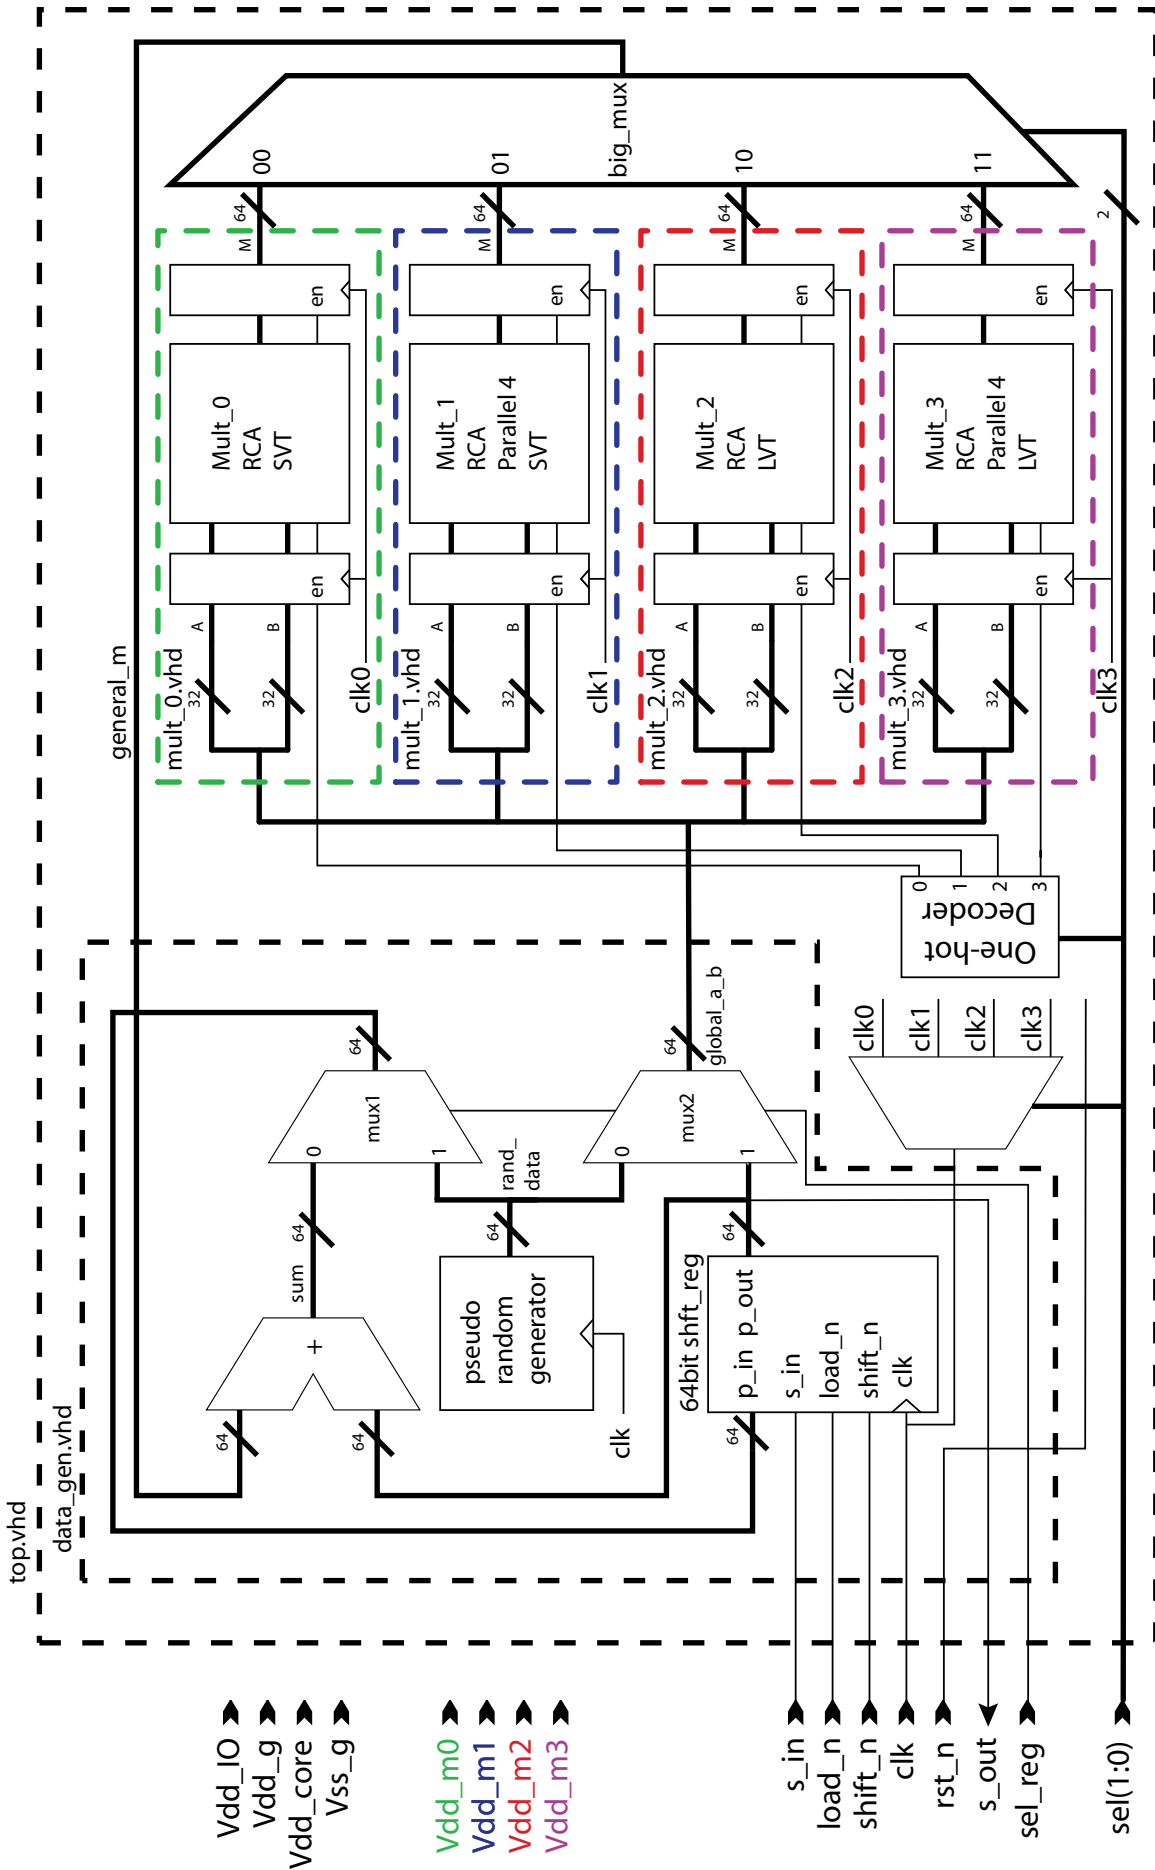 top.vhd
data_gen.vhd
general_m
Vdd_IO
Vdd_g
Vdd_core
Vss_g
Vdd_m0
Vdd_m1
Vdd_m2
Vdd_m3
s_in
load_n
shift_n
clk
rst_n
s_out
sel_reg
sel(1:0)
64
64
+
sum
64
0
1
mux1
64
pseudo
random
generator
clk
64
rand_
data
0
1
mux2
64
global_a_b
64bit shft_reg
p_in p_out
s_in
load_n
shift_n
clk
64
64
clk0
clk1
clk2
clk3
One-hot
Decoder
0
1
2
3
mult_0.vhd
32
32
A
B
en
clk0
Mult_0
RCA
SVT
en
M
64
00
mult_1.vhd
32
32
A
B
en
clk1
Mult_1
RCA
Parallel 4
SVT
en
M
64
01
mult_2.vhd
32
32
A
B
en
clk2
Mult_2
RCA
LVT
en
M
64
10
mult_3.vhd
32
32
A
B
en
clk3
Mult_3
RCA
Parallel 4
LVT
en
M
64
11
big_mux
2